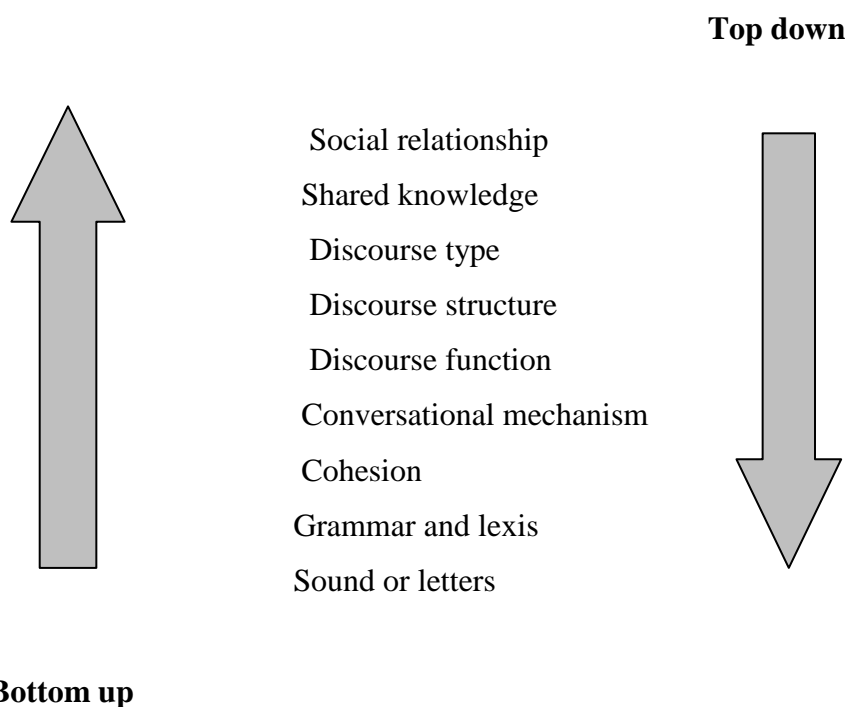 Top down
Social relationship
Shared knowledge
Discourse type
Discourse structure
Discourse function
Conversational mechanism
Cohesion
Grammar and lexis
Sound or letters
Bottom up